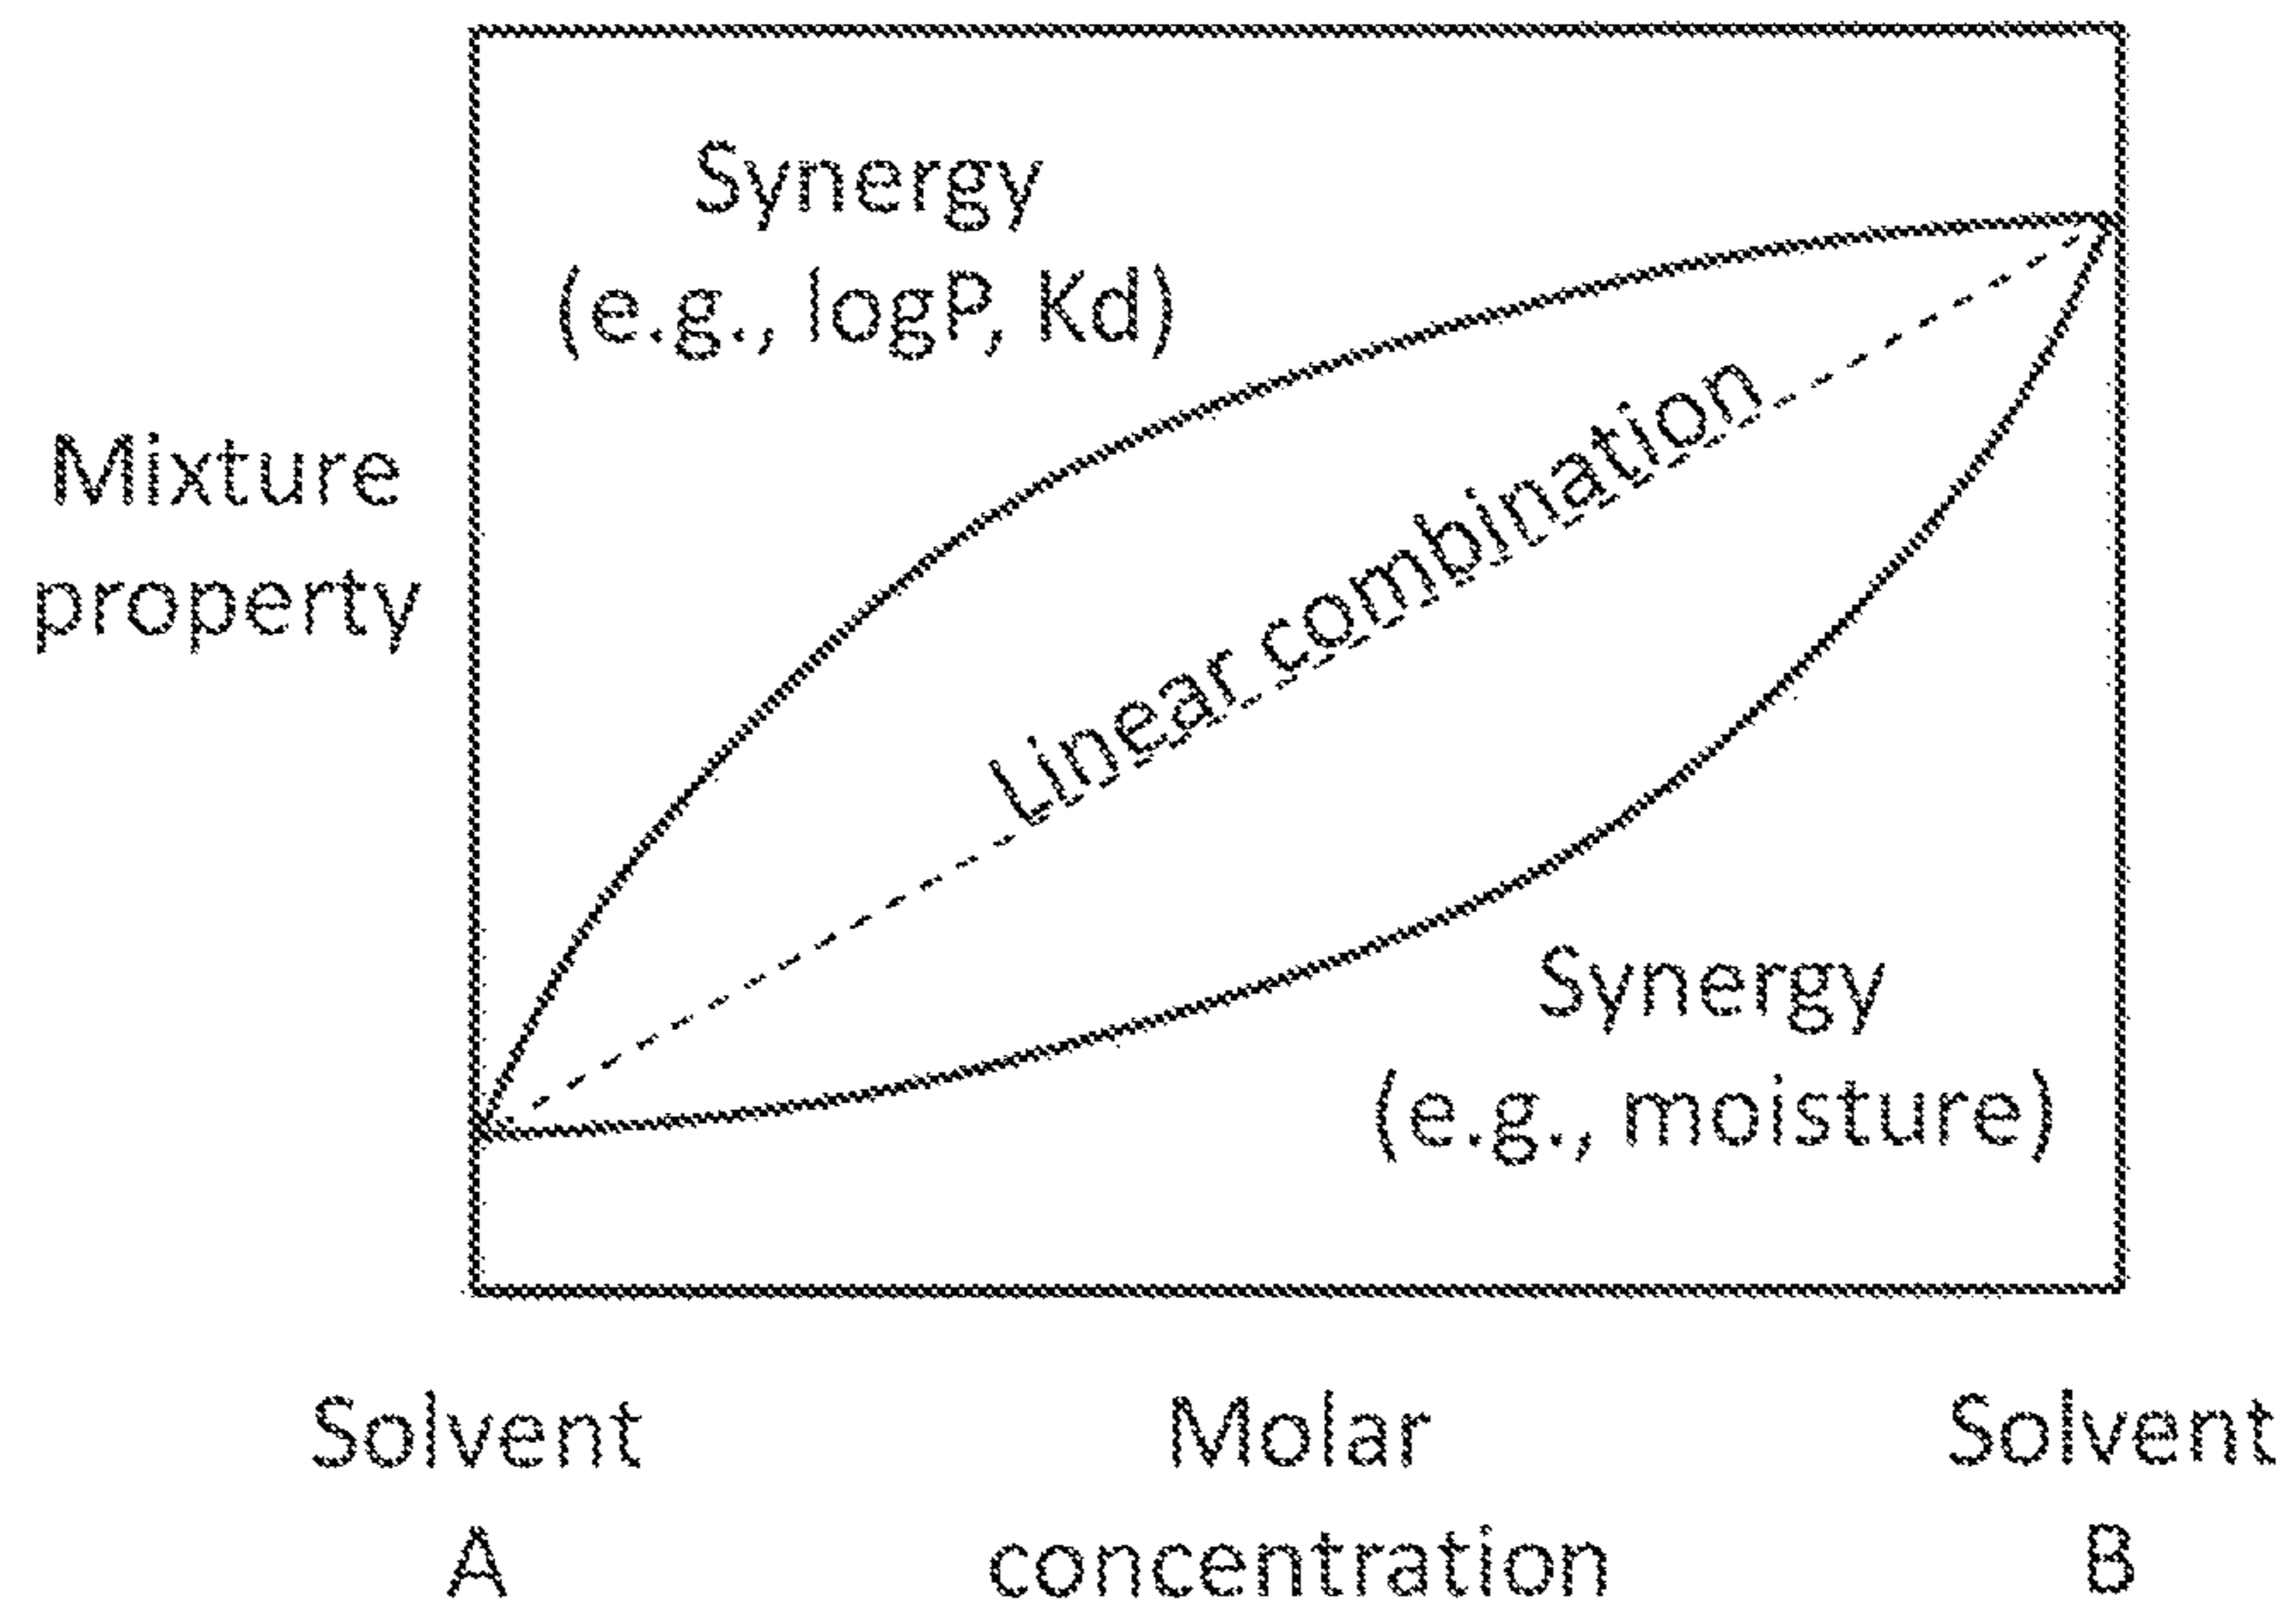 Synergy
(e.g., logP, Kd)
Mixture
property
Linear combination
Synergy
(e.g., moisture)
Solvent
A
Molar
concentration
Solvent
B